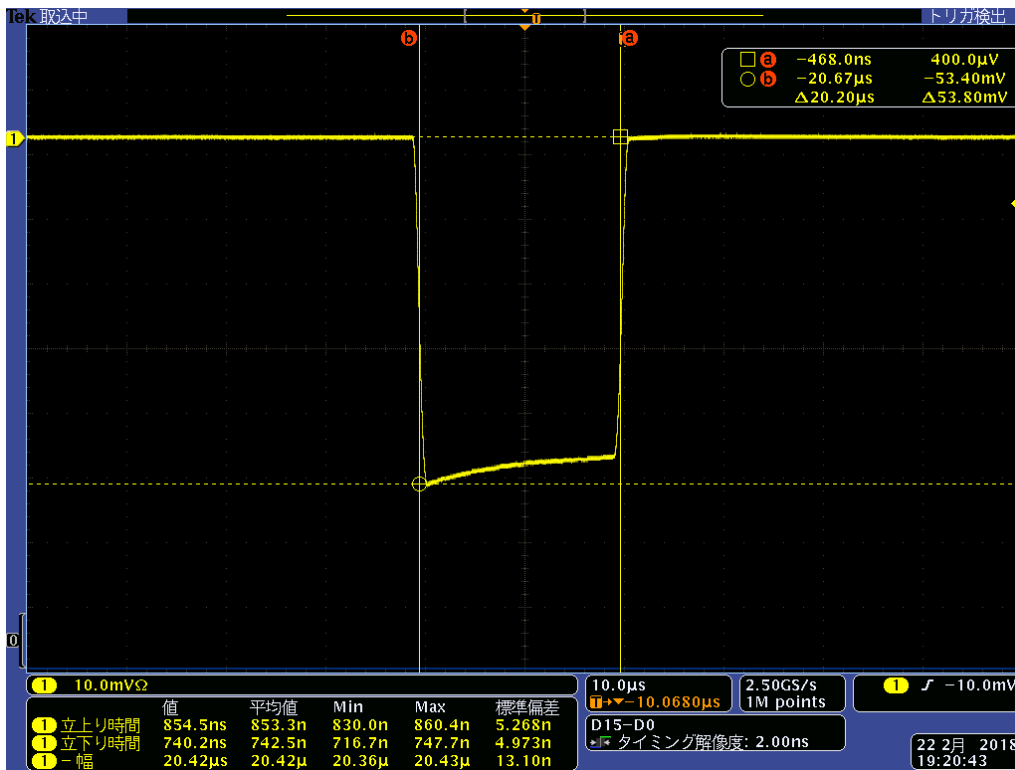 Tek 取込中 トリガ検出
b a
a −468.0ns 400.0µV
b −20.67µs −53.40mV
Δ20.20µs Δ53.80mV
1
0
1 10.0mVΩ
10.0µs
T→▼−10.0680µs
2.50GS/s
1M points
1 ∫ −10.0mV
値 平均値 Min Max 標準偏差
1 立上り時間 854.5ns 853.3n 830.0n 860.4n 5.268n
1 立下り時間 740.2ns 742.5n 716.7n 747.7n 4.973n
1 −幅 20.42µs 20.42µ 20.36µ 20.43µ 13.10n
D15−D0
タイミング解像度: 2.00ns
22 2月 2018
19:20:43